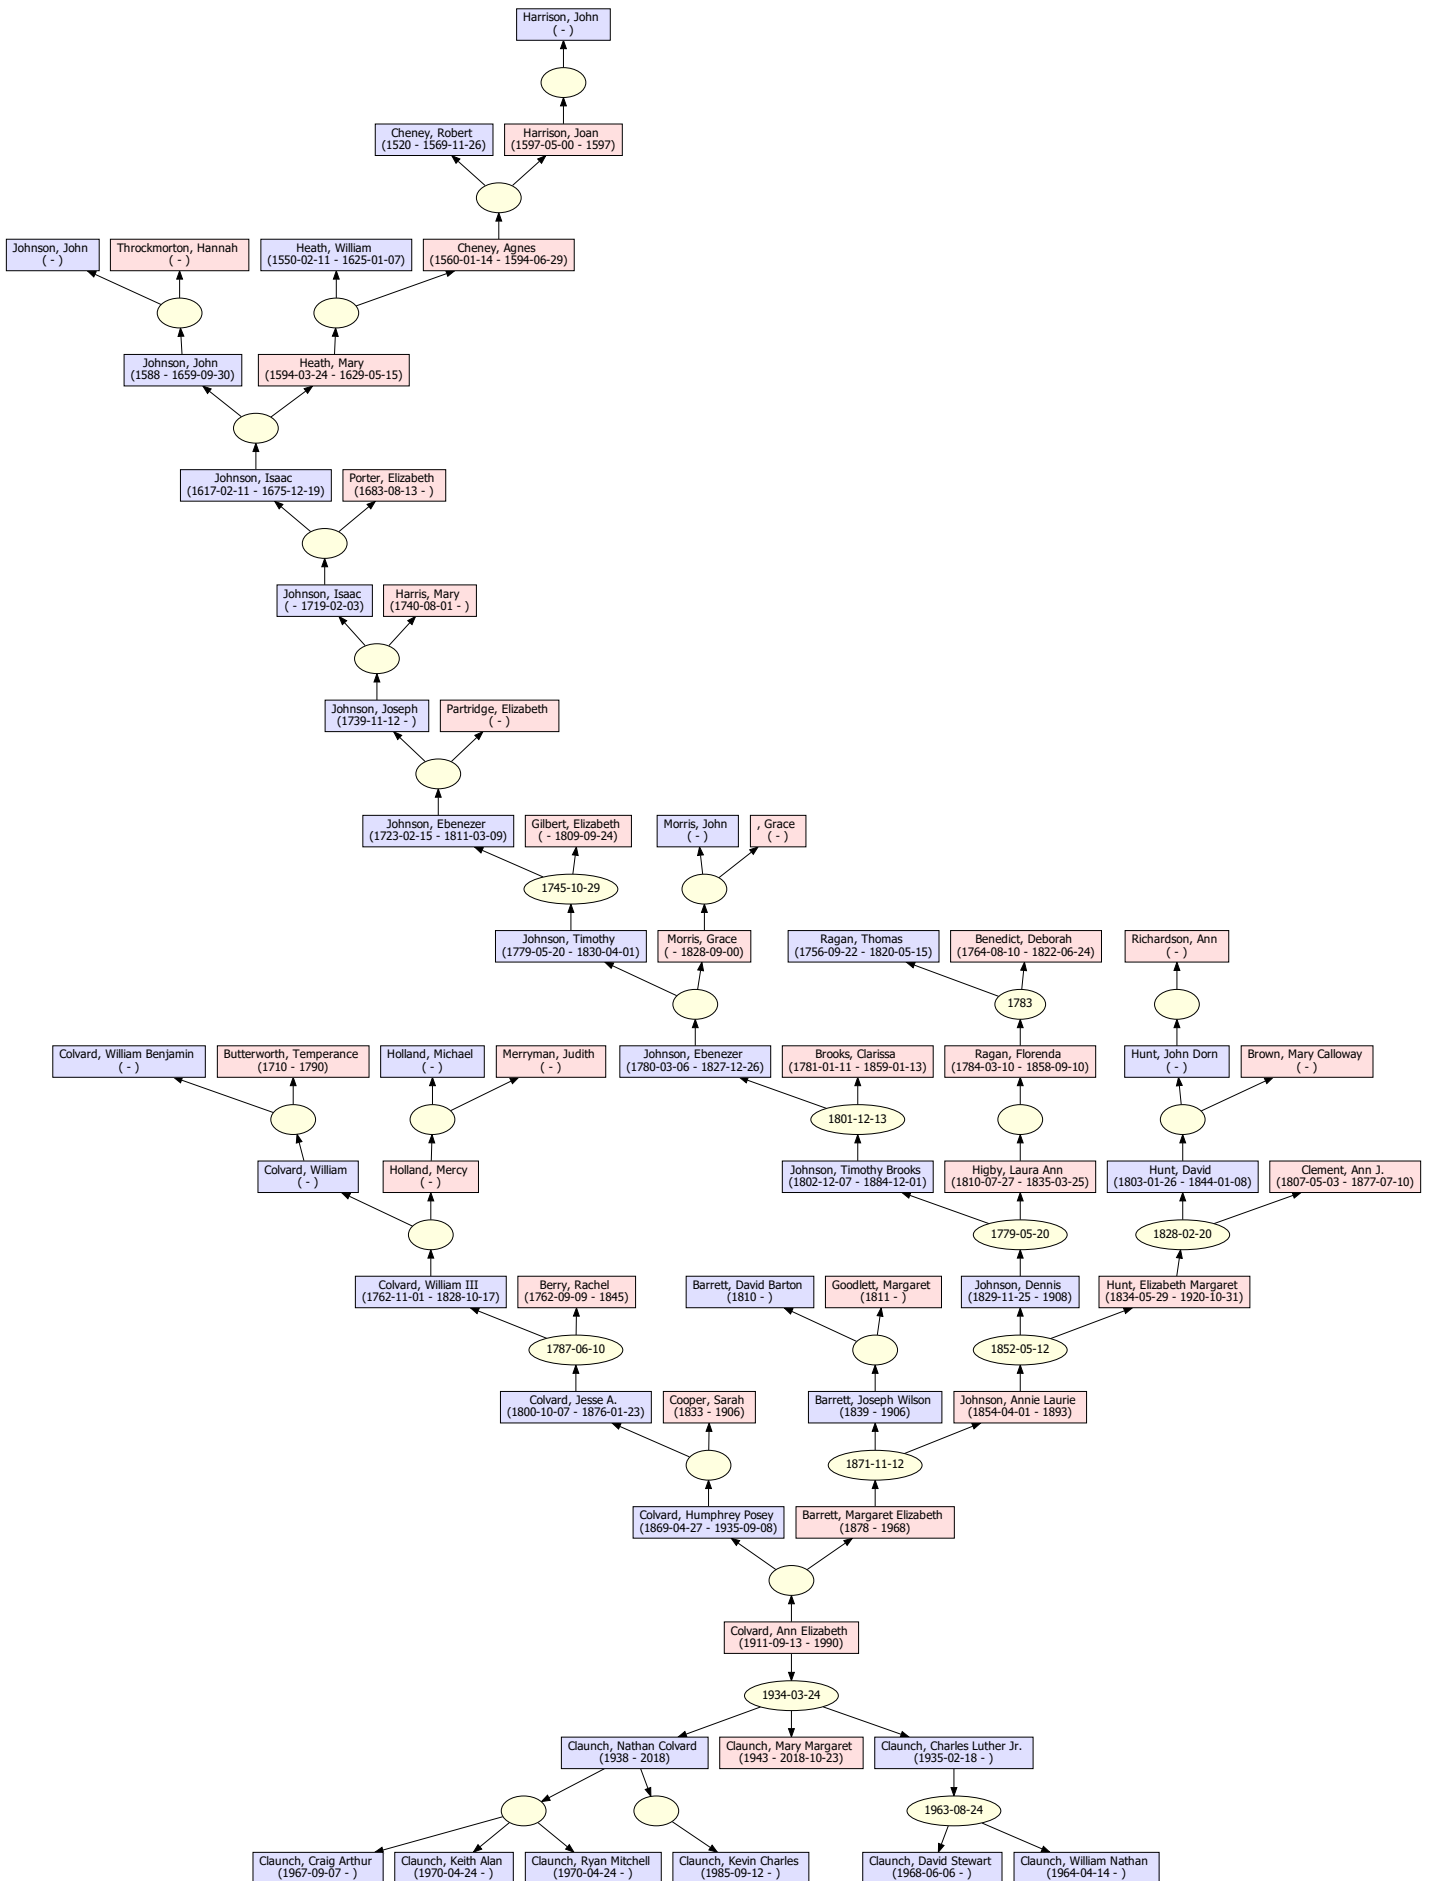 Harrison, John
( - )
Cheney, Robert
(1520 - 1569-11-26)
Harrison, Joan
(1597-05-00 - 1597)
Johnson, John
( - )
Throckmorton, Hannah
( - )
Heath, William
(1550-02-11 - 1625-01-07)
Cheney, Agnes
(1560-01-14 - 1594-06-29)
Johnson, John
(1588 - 1659-09-30)
Heath, Mary
(1594-03-24 - 1629-05-15)
Johnson, Isaac
(1617-02-11 - 1675-12-19)
Porter, Elizabeth
(1683-08-13 - )
Johnson, Isaac
( - 1719-02-03)
Harris, Mary
(1740-08-01 - )
Johnson, Joseph
(1739-11-12 - )
Partridge, Elizabeth
( - )
Johnson, Ebenezer
(1723-02-15 - 1811-03-09)
Gilbert, Elizabeth
( - 1809-09-24)
Morris, John
( - )
, Grace
( - )
1745-10-29
Johnson, Timothy
(1779-05-20 - 1830-04-01)
Morris, Grace
( - 1828-09-00)
Ragan, Thomas
(1756-09-22 - 1820-05-15)
Benedict, Deborah
(1764-08-10 - 1822-06-24)
Richardson, Ann
( - )
1783
Colvard, William Benjamin
( - )
Butterworth, Temperance
(1710 - 1790)
Holland, Michael
( - )
Merryman, Judith
( - )
Johnson, Ebenezer
(1780-03-06 - 1827-12-26)
Brooks, Clarissa
(1781-01-11 - 1859-01-13)
Ragan, Florenda
(1784-03-10 - 1858-09-10)
Hunt, John Dorn
( - )
Brown, Mary Calloway
( - )
1801-12-13
Colvard, William
( - )
Holland, Mercy
( - )
Johnson, Timothy Brooks
(1802-12-07 - 1884-12-01)
Higby, Laura Ann
(1810-07-27 - 1835-03-25)
Hunt, David
(1803-01-26 - 1844-01-08)
Clement, Ann J.
(1807-05-03 - 1877-07-10)
1779-05-20
1828-02-20
Colvard, William III
(1762-11-01 - 1828-10-17)
Berry, Rachel
(1762-09-09 - 1845)
Barrett, David Barton
(1810 - )
Goodlett, Margaret
(1811 - )
Johnson, Dennis
(1829-11-25 - 1908)
Hunt, Elizabeth Margaret
(1834-05-29 - 1920-10-31)
1787-06-10
1852-05-12
Colvard, Jesse A.
(1800-10-07 - 1876-01-23)
Cooper, Sarah
(1833 - 1906)
Barrett, Joseph Wilson
(1839 - 1906)
Johnson, Annie Laurie
(1854-04-01 - 1893)
1871-11-12
Colvard, Humphrey Posey
(1869-04-27 - 1935-09-08)
Barrett, Margaret Elizabeth
(1878 - 1968)
Colvard, Ann Elizabeth
(1911-09-13 - 1990)
1934-03-24
Claunch, Nathan Colvard
(1938 - 2018)
Claunch, Mary Margaret
(1943 - 2018-10-23)
Claunch, Charles Luther Jr.
(1935-02-18 - )
1963-08-24
Claunch, Craig Arthur
(1967-09-07 - )
Claunch, Keith Alan
(1970-04-24 - )
Claunch, Ryan Mitchell
(1970-04-24 - )
Claunch, Kevin Charles
(1985-09-12 - )
Claunch, David Stewart
(1968-06-06 - )
Claunch, William Nathan
(1964-04-14 - )